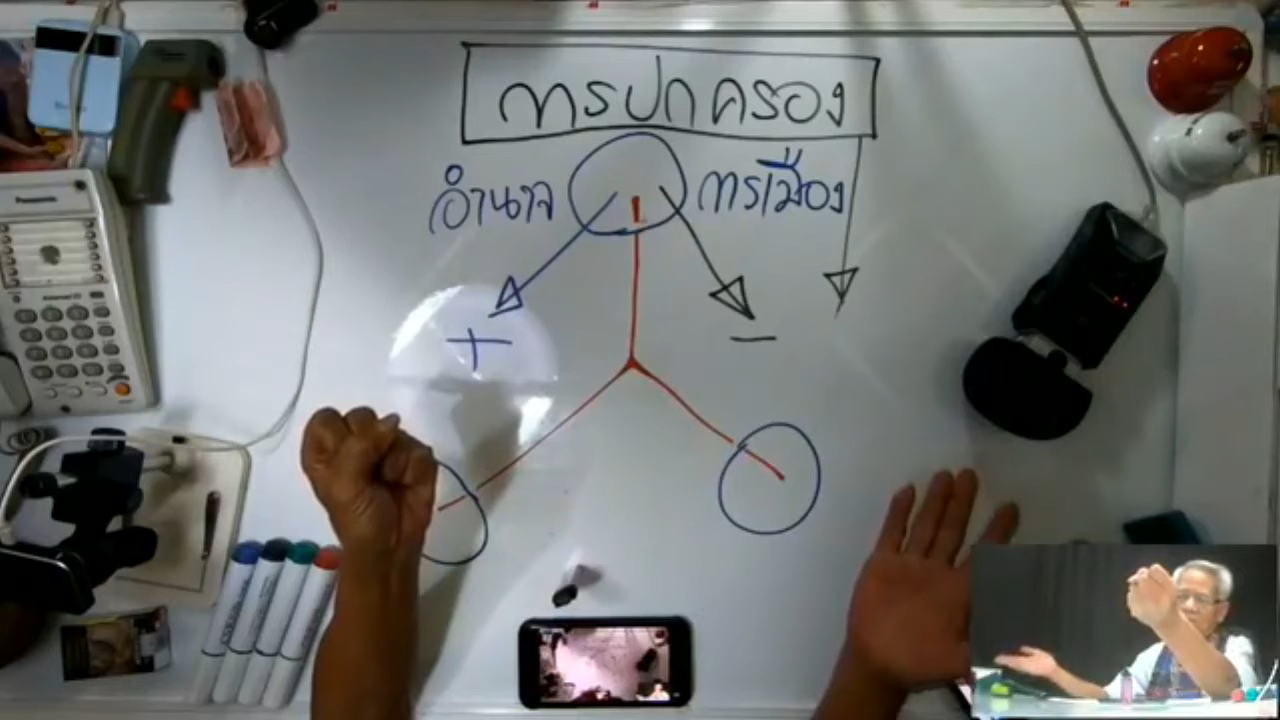 การปกครอง
อำนาจ การเมือง
+ -
Panasonic